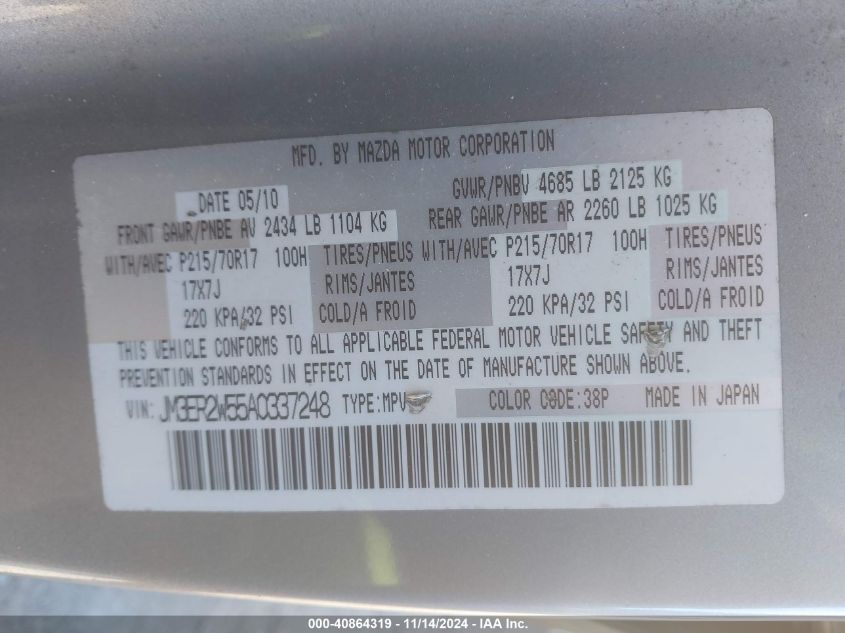 MFD. BY MAZDA MOTOR CORPORATION
DATE 05/10 GVWR/PNBV 4685 LB 2125 KG
FRONT GAWR/PNBE AV 2434 LB 1104 KG REAR GAWR/PNBE AR 2260 LB 1025 KG
WITH/AVEC P215/70R17 100H TIRES/PNEUS WITH/AVEC P215/70R17 100H TIRES/PNEUS
17X7J RIMS/JANTES 17X7J RIMS/JANTES
220 KPA/32 PSI COLD/A FROID 220 KPA/32 PSI COLD/A FROID
THIS VEHICLE CONFORMS TO ALL APPLICABLE FEDERAL MOTOR VEHICLE SAFETY AND THEFT
PREVENTION STANDARDS IN EFFECT ON THE DATE OF MANUFACTURE SHOWN ABOVE.
VIN: JM3ER2W55A0337248 TYPE:MPV COLOR CODE:38P MADE IN JAPAN
000-40864319 - 11/14/2024 - IAA Inc.